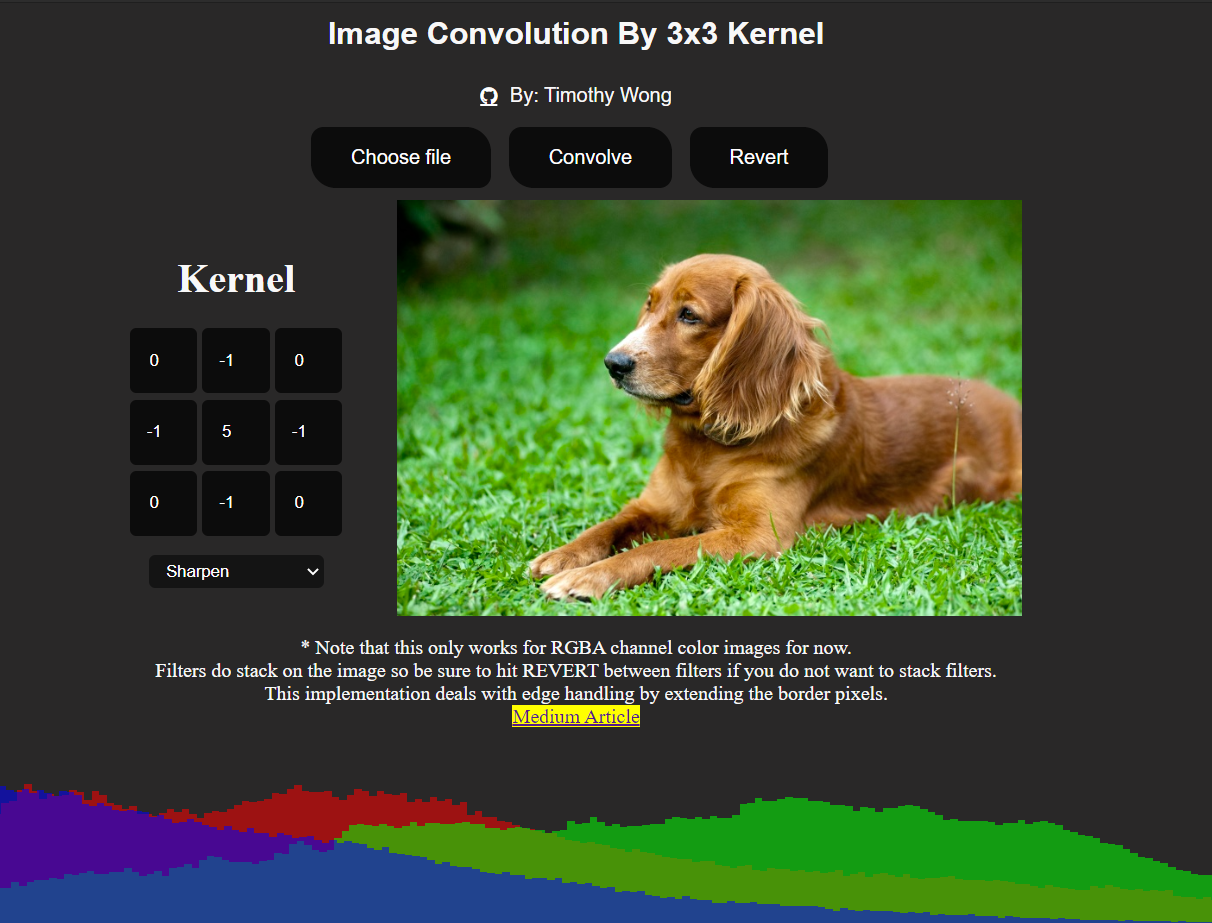 Image Convolution By 3x3 Kernel
By: Timothy Wong
Choose file Convolve Revert
Kernel
0 -1 0
-1 5 -1
0 -1 0
Sharpen
* Note that this only works for RGBA channel color images for now.
Filters do stack on the image so be sure to hit REVERT between filters if you do not want to stack filters.
This implementation deals with edge handling by extending the border pixels.
Medium Article